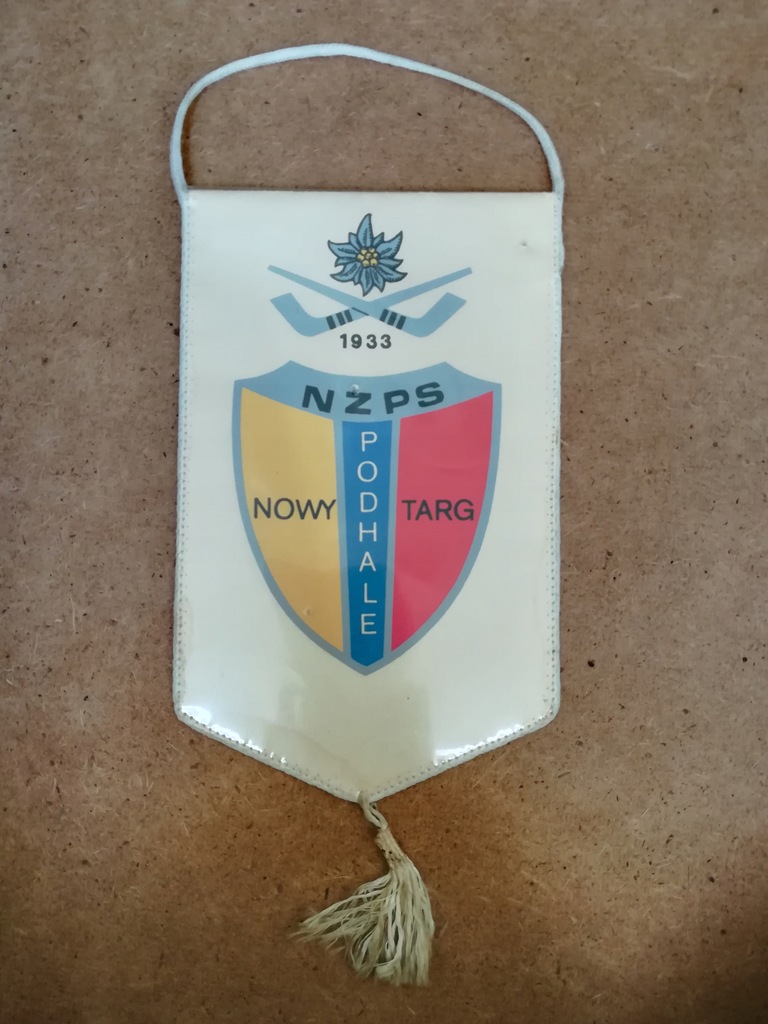 1933
NŻPS
NOWY
PODHALE
TARG